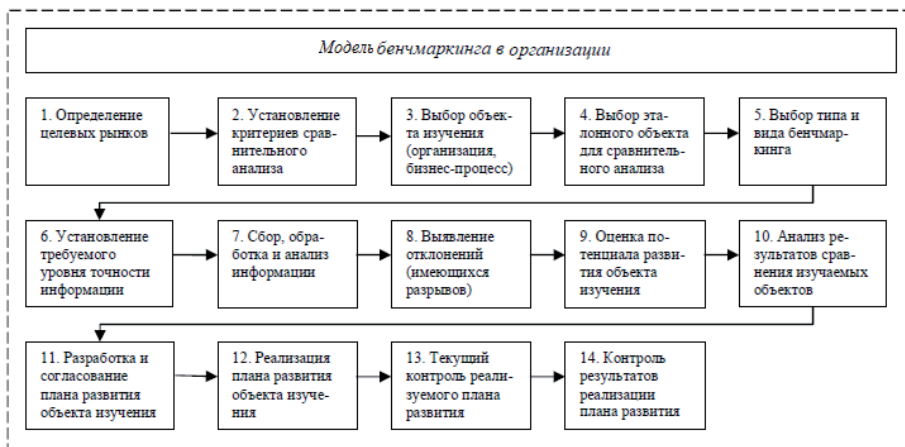 Модель бенчмаркинга в организации
1. Определение
целевых рынков
2. Установление
критериев срав-
нительного
анализа
3. Выбор объек-
та изучения
(организация,
бизнес-процесс)
4. Выбор эта-
лонного объекта
для сравнитель-
ного анализа
5. Выбор типа и
вида бенчмар-
кинга
6. Установление
требуемого
уровня точности
информации
7. Сбор, обра-
ботка и анализ
информации
8. Выявление
отклонений
(имеющихся
разрывов)
9. Оценка по-
тенциала разви-
тия объекта
изучения
10. Анализ ре-
зультатов срав-
нения изучаемых
объектов
11. Разработка и
согласование
плана развития
объекта изучения
12. Реализация
плана развития
объекта изуче-
ния
13. Текущий
контроль реали-
зуемого плана
развития
14. Контроль
результатов
реализации
плана развития